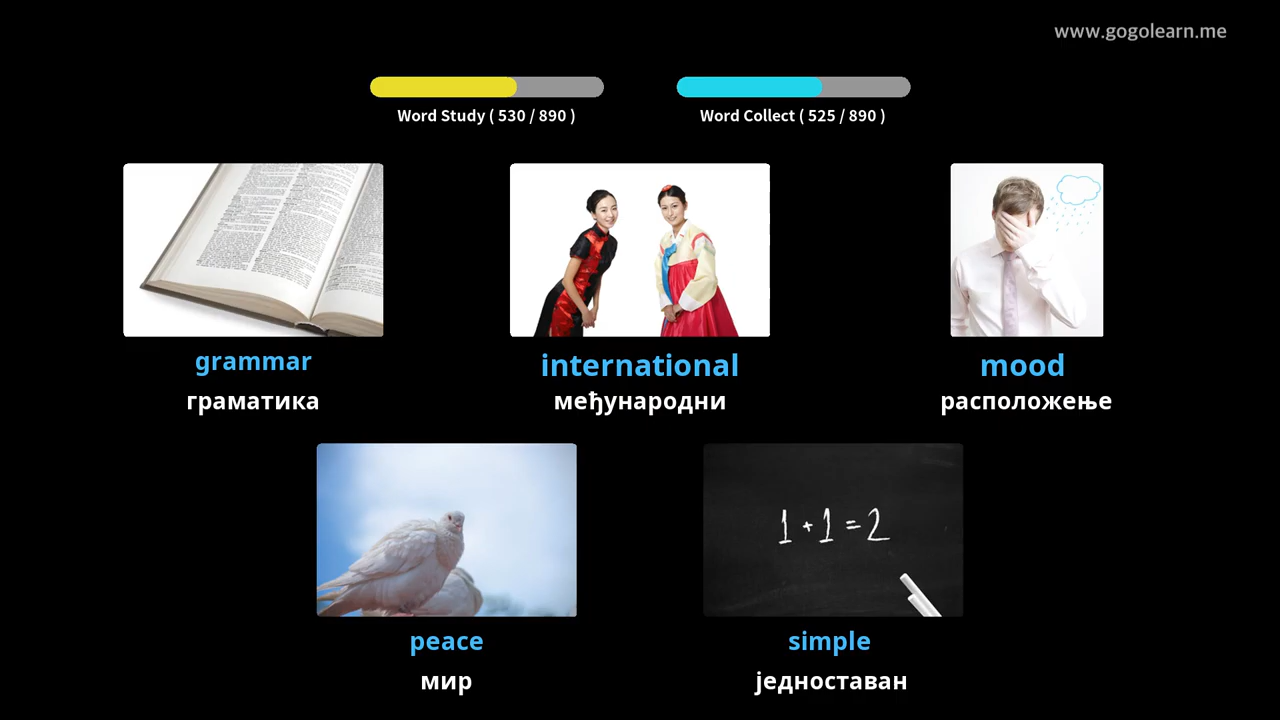 www.gogolearn.me
Word Study ( 530 / 890 )
Word Collect ( 525 / 890 )
grammar
граматика
international
међународни
mood
расположење
1 + 1 = 2
peace
мир
simple
једноставан